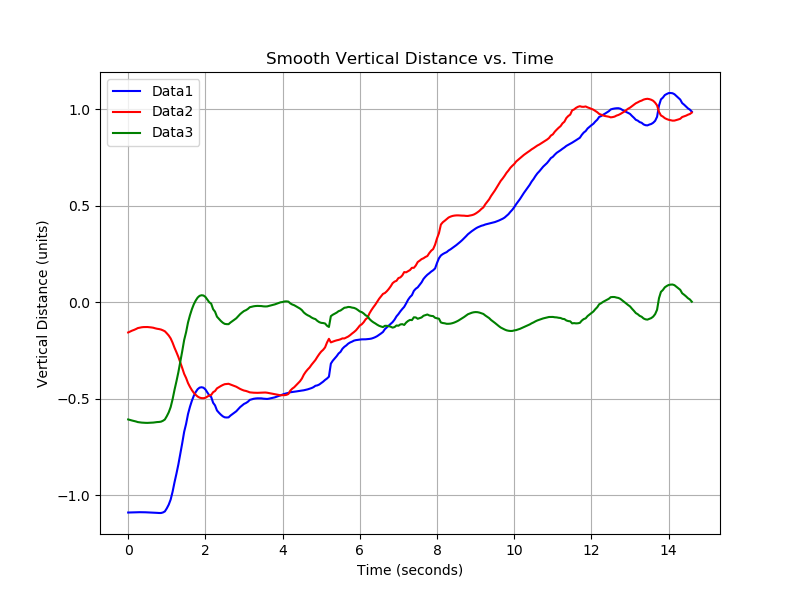 Smooth Vertical Distance vs. Time
Data1
Data2
Data3
Vertical Distance (units)
1.0
0.5
0.0
−0.5
−1.0
0 2 4 6 8 10 12 14
Time (seconds)